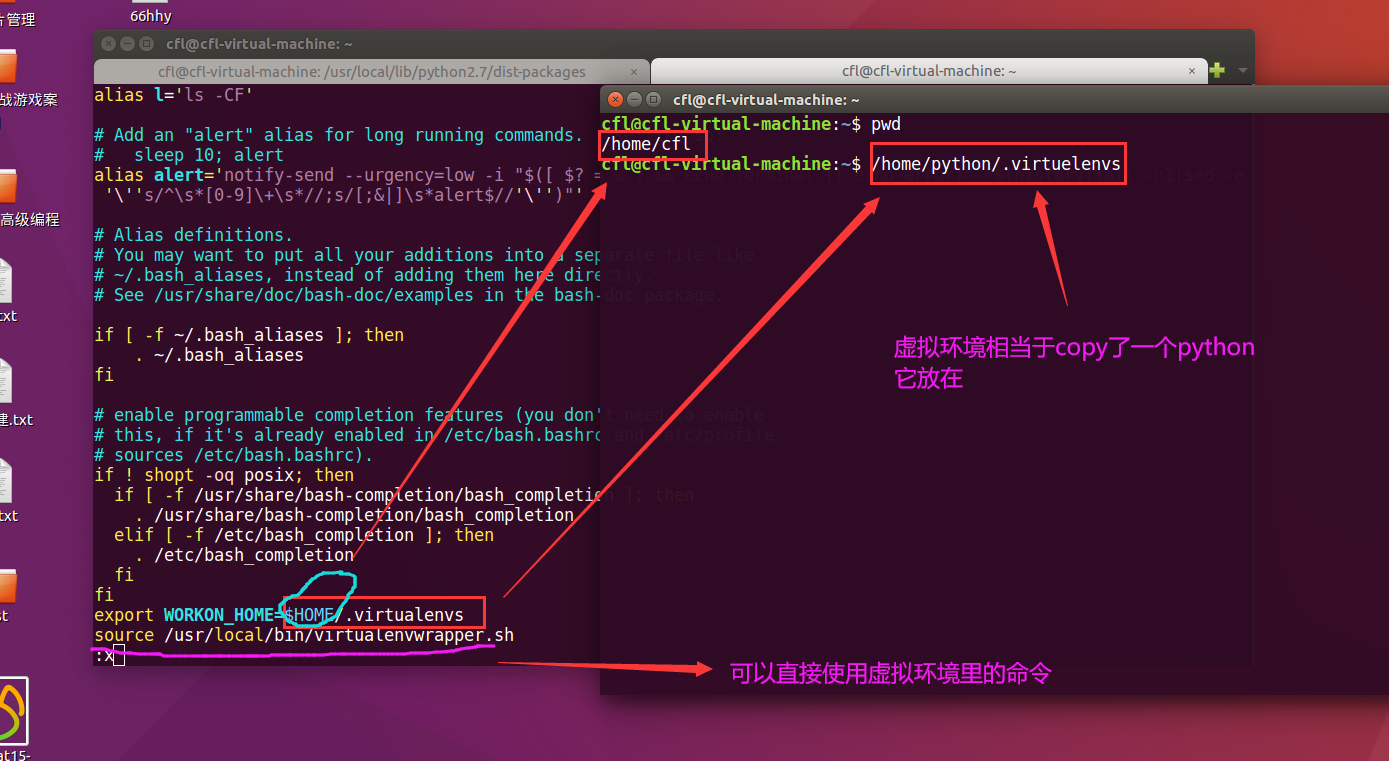 片管理
66hhy
战游戏案
高级编程
txt
建.txt
txt
st
at15-
cfl@cfl-virtual-machine: ~
cfl@cfl-virtual-machine: /usr/local/lib/python2.7/dist-packages
×
cfl@cfl-virtual-machine: ~
×
alias l='ls -CF'
# Add an "alert" alias for long running commands.
#   sleep 10; alert
alias alert='notify-send --urgency=low -i "$([ $? =
'\''s/^\s*[0-9]\+\s*//;s/[;&|]\s*alert$//'\'')"'
# Alias definitions.
# You may want to put all your additions into a separate file like
# ~/.bash_aliases, instead of adding them here directly.
# See /usr/share/doc/bash-doc/examples in the bash-doc package.
if [ -f ~/.bash_aliases ]; then
    . ~/.bash_aliases
fi
# enable programmable completion features (you don't need to enable
# this, if it's already enabled in /etc/bash.bashrc and /etc/profile
# sources /etc/bash.bashrc).
if ! shopt -oq posix; then
  if [ -f /usr/share/bash-completion/bash_completion ]; then
    . /usr/share/bash-completion/bash_completion
  elif [ -f /etc/bash_completion ]; then
    . /etc/bash_completion
  fi
fi
export WORKON_HOME=$HOME/.virtualenvs
source /usr/local/bin/virtualenvwrapper.sh
:x
cfl@cfl-virtual-machine: ~
cfl@cfl-virtual-machine:~$ pwd
/home/cfl
cfl@cfl-virtual-machine:~$ /home/python/.virtuelenvs
虚拟环境相当于copy了一个python
它放在
可以直接使用虚拟环境里的命令